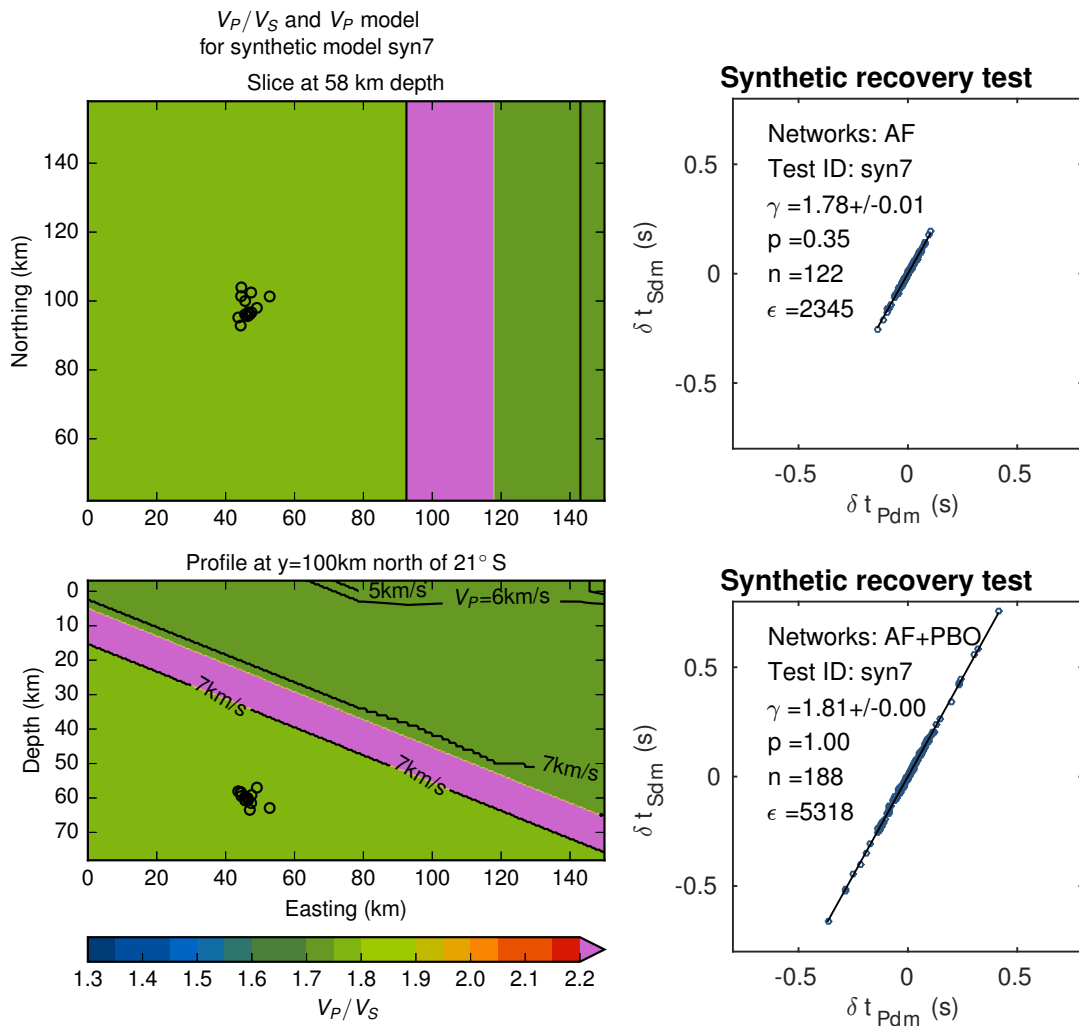 V_P/V_S and V_P model
for synthetic model syn7
Slice at 58 km depth
Northing (km)
140
120
100
80
60
0 20 40 60 80 100 120 140
Profile at y=100km north of 21° S
Depth (km)
0
10
20
30
40
50
60
70
5km/s
V_P=6km/s
7km/s
7km/s
7km/s
0 20 40 60 80 100 120 140
Easting (km)
1.3 1.4 1.5 1.6 1.7 1.8 1.9 2.0 2.1 2.2
V_P/V_S
Synthetic recovery test
Networks: AF
Test ID: syn7
γ =1.78+/-0.01
p =0.35
n =122
ϵ =2345
δ t_Sdm (s)
0.5
0
-0.5
-0.5 0 0.5
δ t_Pdm (s)
Synthetic recovery test
Networks: AF+PBO
Test ID: syn7
γ =1.81+/-0.00
p =1.00
n =188
ϵ =5318
δ t_Sdm (s)
0.5
0
-0.5
-0.5 0 0.5
δ t_Pdm (s)